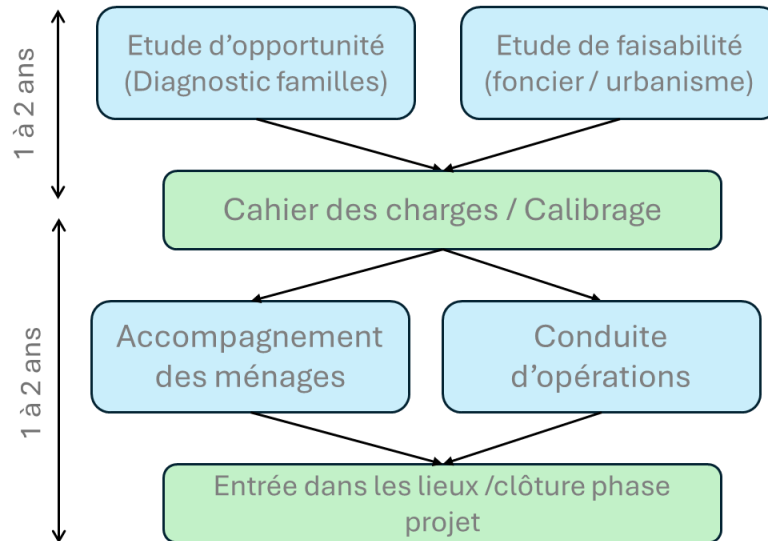 1 à 2 ans
Etude d’opportunité
(Diagnostic familles)
Etude de faisabilité
(foncier / urbanisme)
Cahier des charges / Calibrage
1 à 2 ans
Accompagnement
des ménages
Conduite
d’opérations
Entrée dans les lieux /clôture phase
projet